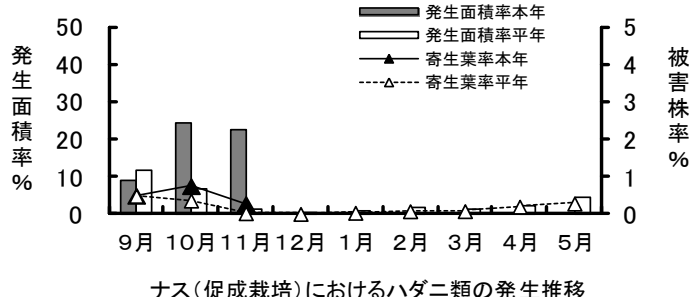 発生面積率本年
発生面積率平年
寄生葉率本年
寄生葉率平年
発生面積率%
50
40
30
20
10
0
被害株率%
5
4
3
2
1
0
9月 10月 11月 12月 1月 2月 3月 4月 5月
ナス(促成栽培)におけるハダニ類の発生推移